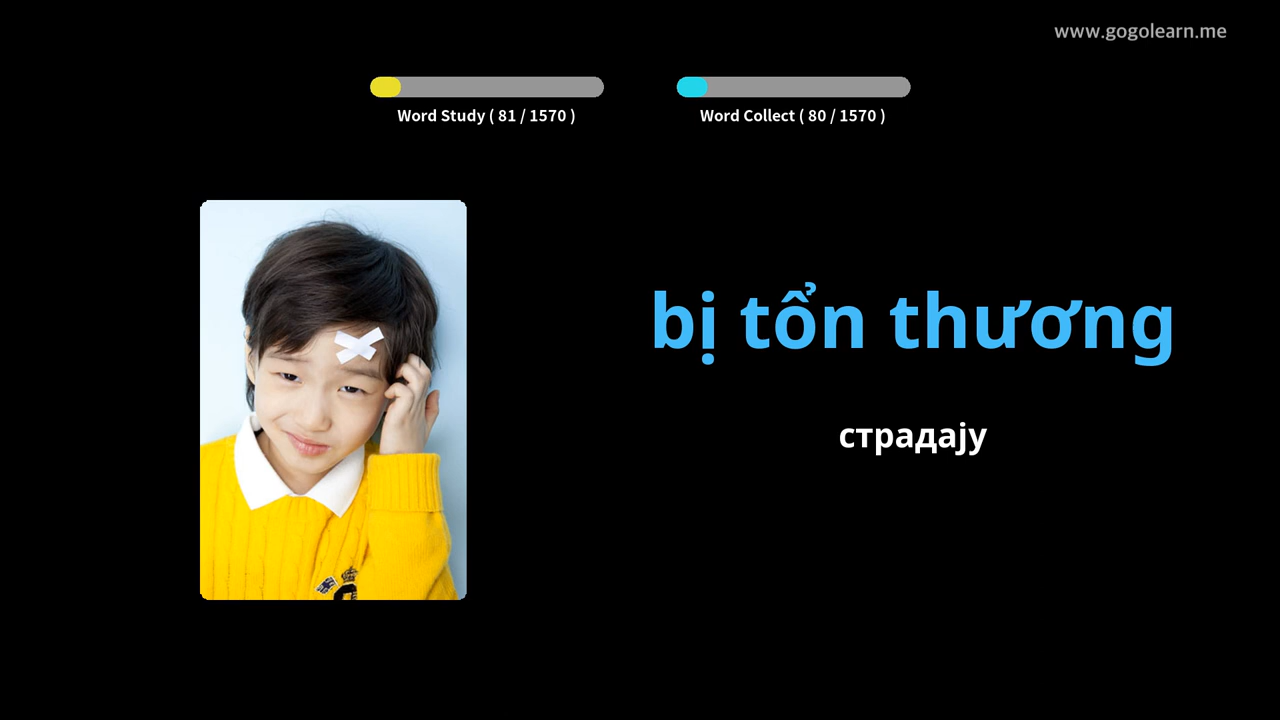 www.gogolearn.me
Word Study ( 81 / 1570 )
Word Collect ( 80 / 1570 )
bị tổn thương
страдају